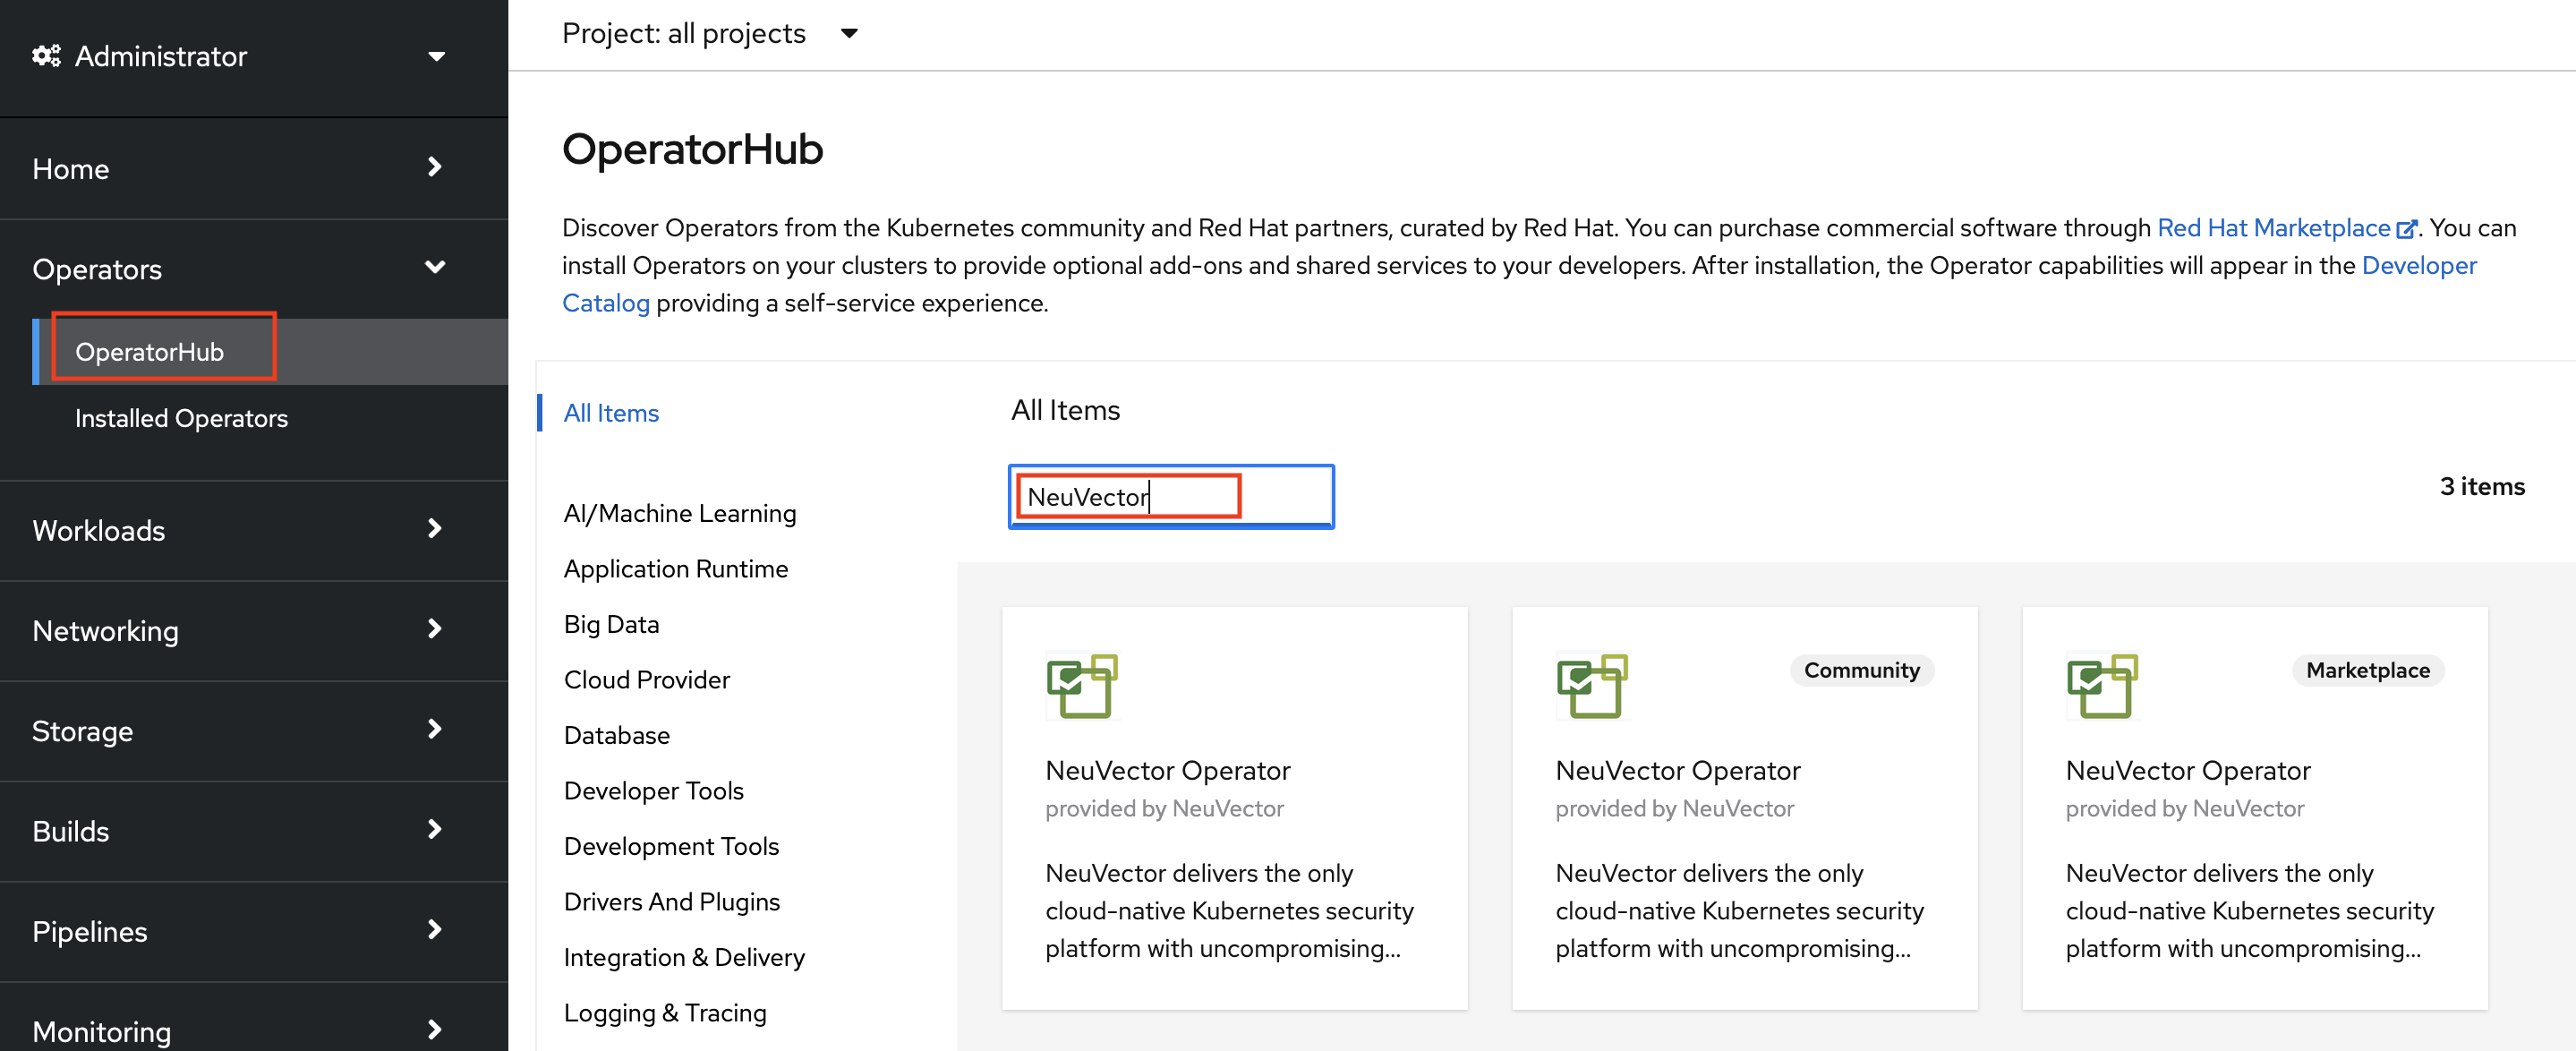 Administrator
Home
Operators
OperatorHub
Installed Operators
Workloads
Networking
Storage
Builds
Pipelines
Monitoring
Project: all projects
OperatorHub
Discover Operators from the Kubernetes community and Red Hat partners, curated by Red Hat. You can purchase commercial software through Red Hat Marketplace. You can
install Operators on your clusters to provide optional add-ons and shared services to your developers. After installation, the Operator capabilities will appear in the Developer
Catalog providing a self-service experience.
All Items
AI/Machine Learning
Application Runtime
Big Data
Cloud Provider
Database
Developer Tools
Development Tools
Drivers And Plugins
Integration & Delivery
Logging & Tracing
All Items
NeuVector
3 items
NeuVector Operator
provided by NeuVector
NeuVector delivers the only
cloud-native Kubernetes security
platform with uncompromising...
Community
NeuVector Operator
provided by NeuVector
NeuVector delivers the only
cloud-native Kubernetes security
platform with uncompromising...
Marketplace
NeuVector Operator
provided by NeuVector
NeuVector delivers the only
cloud-native Kubernetes security
platform with uncompromising...